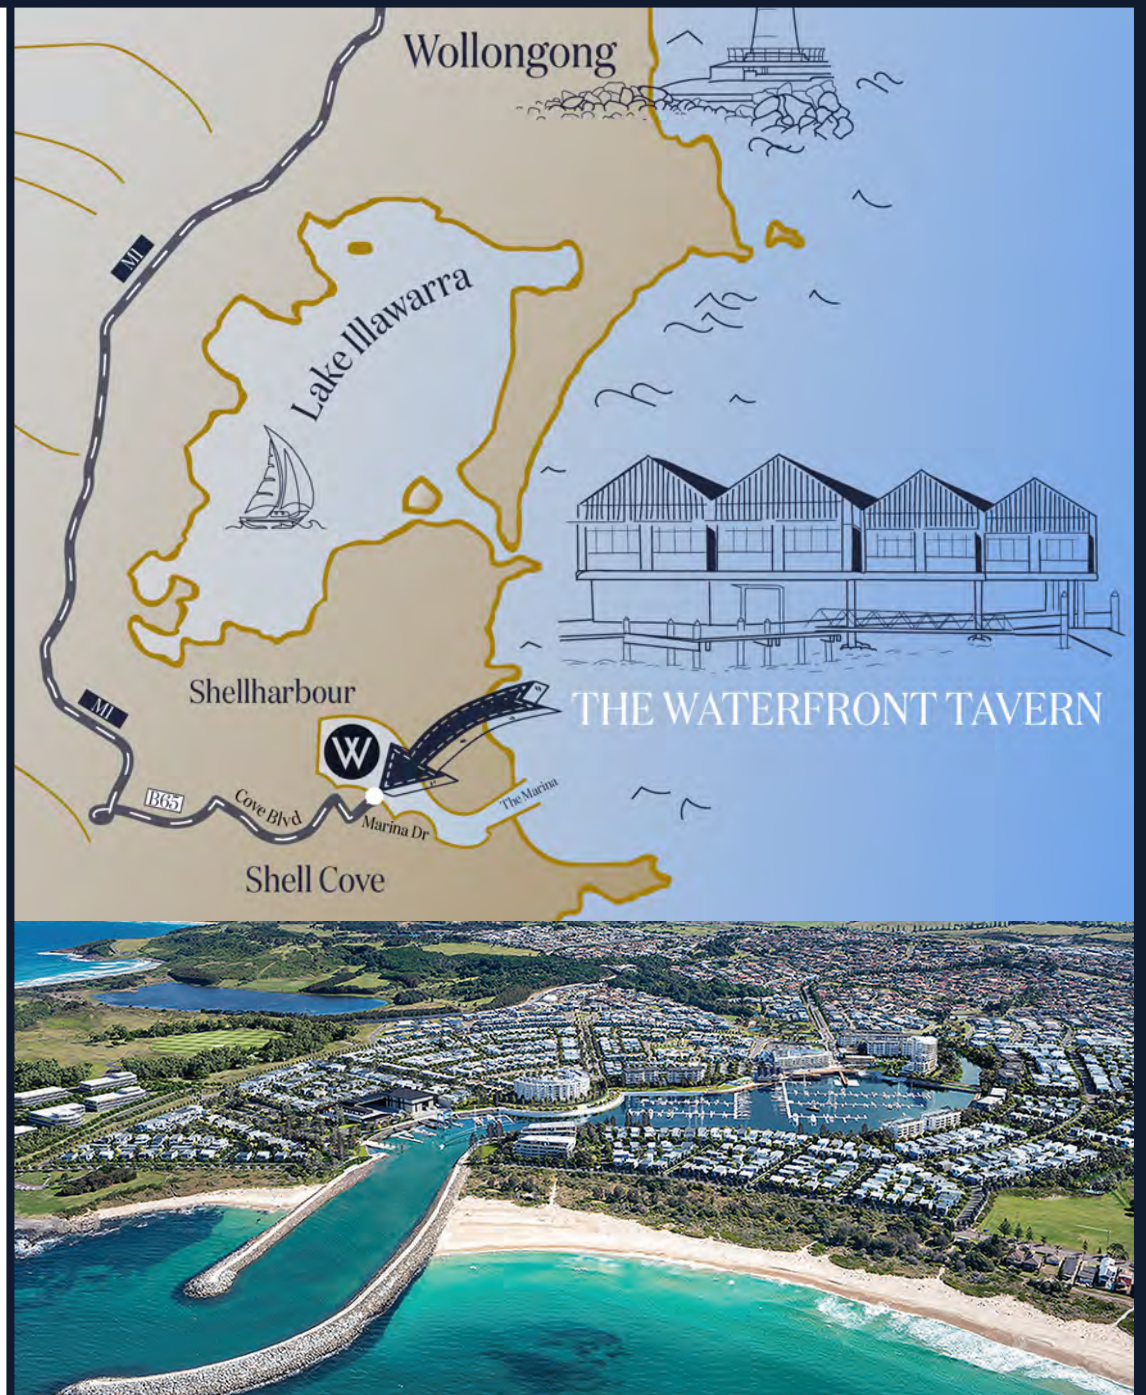 Wollongong
M1
Lake Illawarra
Shellharbour
M1
THE WATERFRONT TAVERN
W
B65
Cove Blvd
The Marina
Marina Dr
Shell Cove